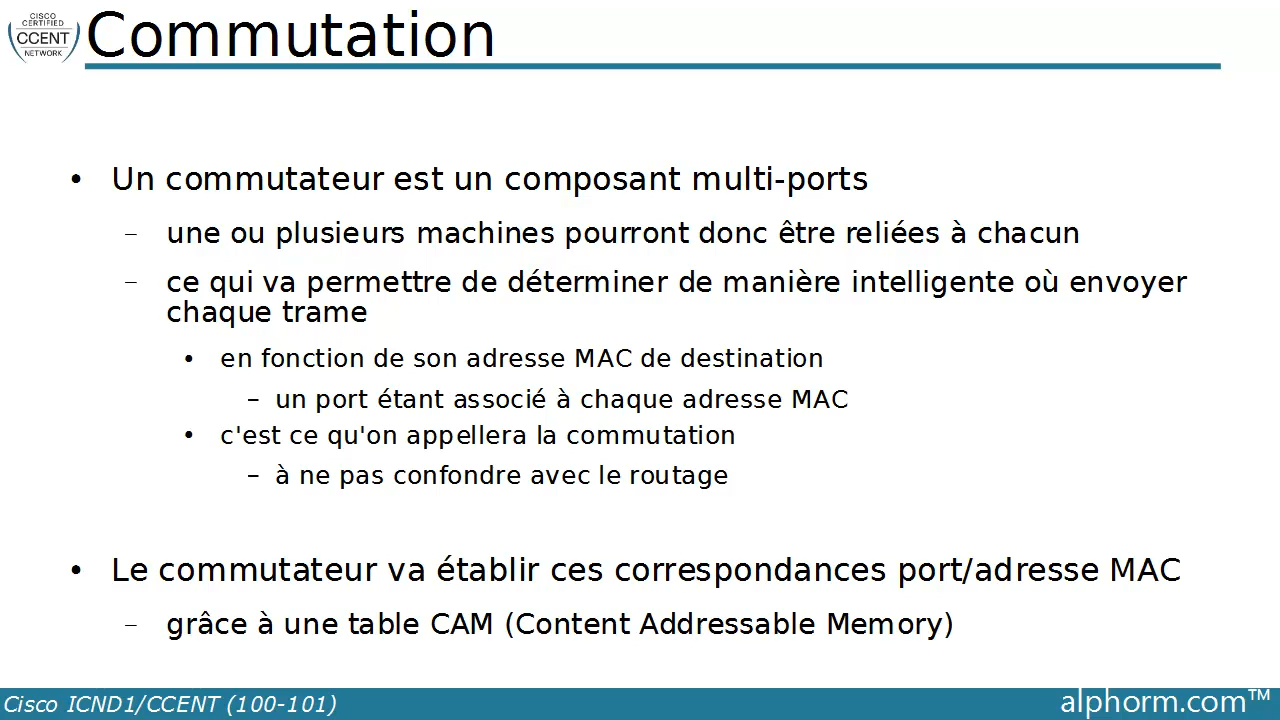 CISCO
CERTIFIED
CCENT
NETWORK
Commutation
• Un commutateur est un composant multi-ports
– une ou plusieurs machines pourront donc être reliées à chacun
– ce qui va permettre de déterminer de manière intelligente où envoyer
chaque trame
• en fonction de son adresse MAC de destination
– un port étant associé à chaque adresse MAC
• c'est ce qu'on appellera la commutation
– à ne pas confondre avec le routage
• Le commutateur va établir ces correspondances port/adresse MAC
– grâce à une table CAM (Content Addressable Memory)
Cisco ICND1/CCENT (100-101)
alphorm.com™